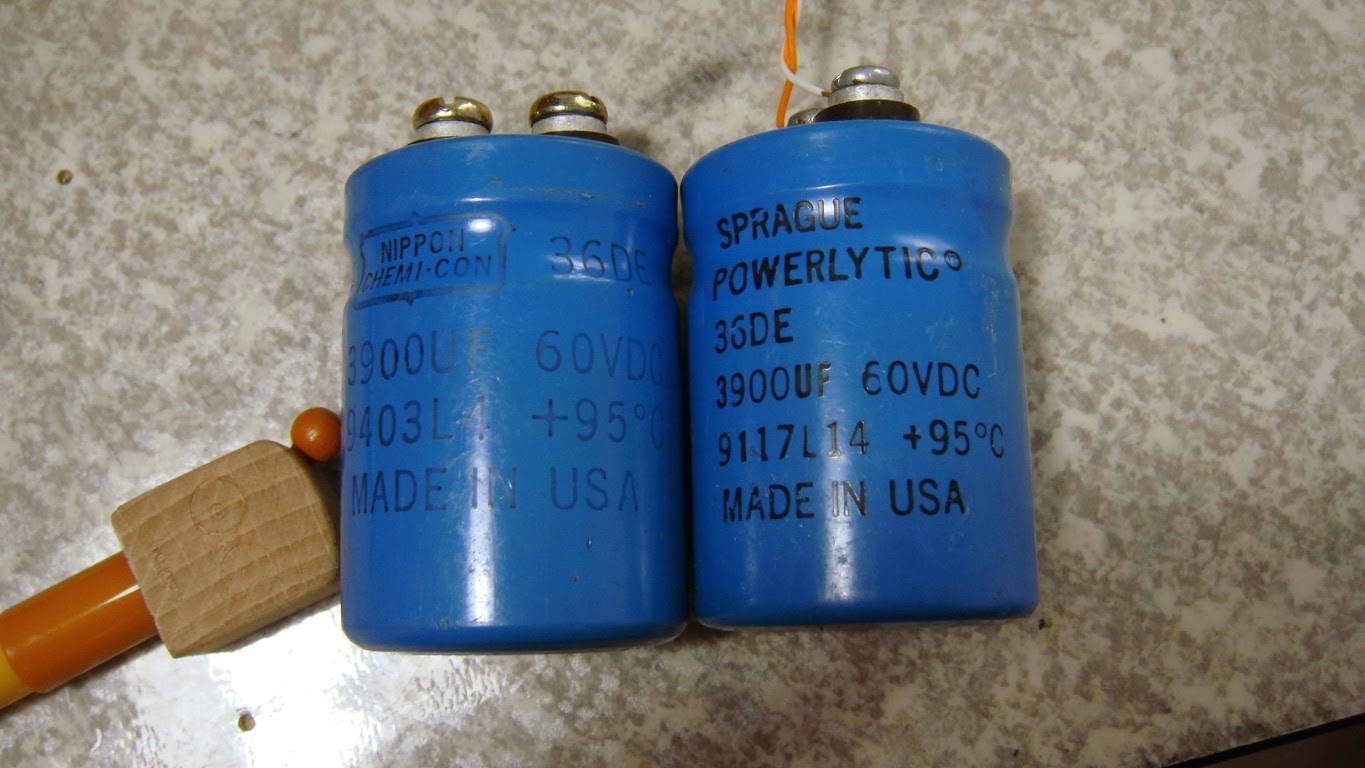 NIPPON
CHEMI-CON
36DE
3900UF 60VDC
9403L4 +95°C
MADE IN USA
SPRAGUE
POWERLYTIC©
36DE
3900UF 60VDC
9117L14 +95°C
MADE IN USA